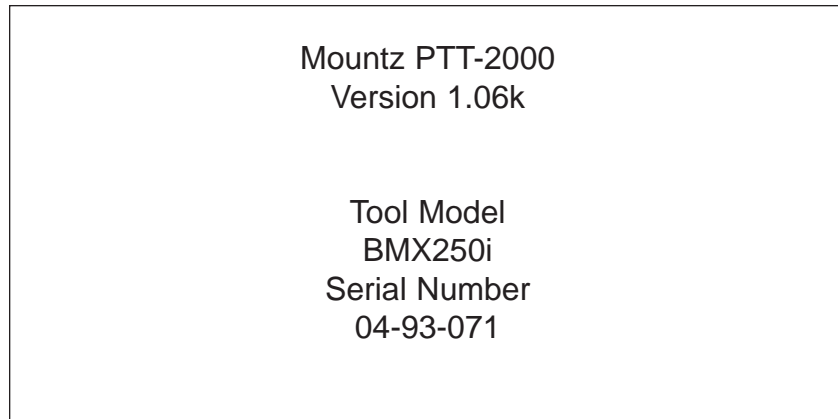 Mountz PTT-2000
Version 1.06k
Tool Model
BMX250i
Serial Number
04-93-071